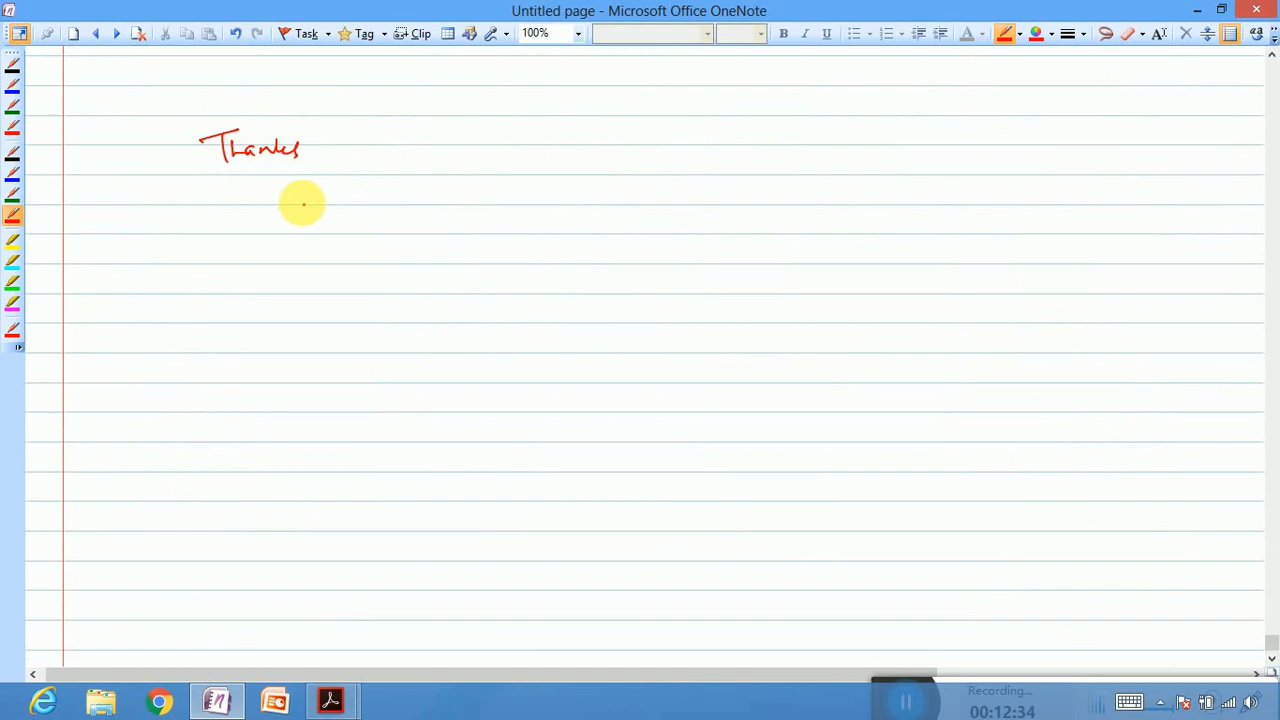 Untitled page - Microsoft Office OneNote
Task Tag Clip 100% B I U A
Thanks
Recording...
00:12:34